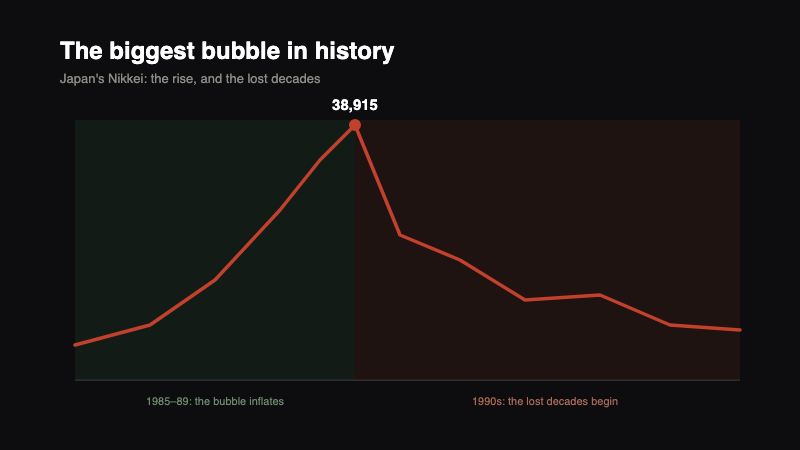 The biggest bubble in history
Japan's Nikkei: the rise, and the lost decades
38,915
1985–89: the bubble inflates
1990s: the lost decades begin